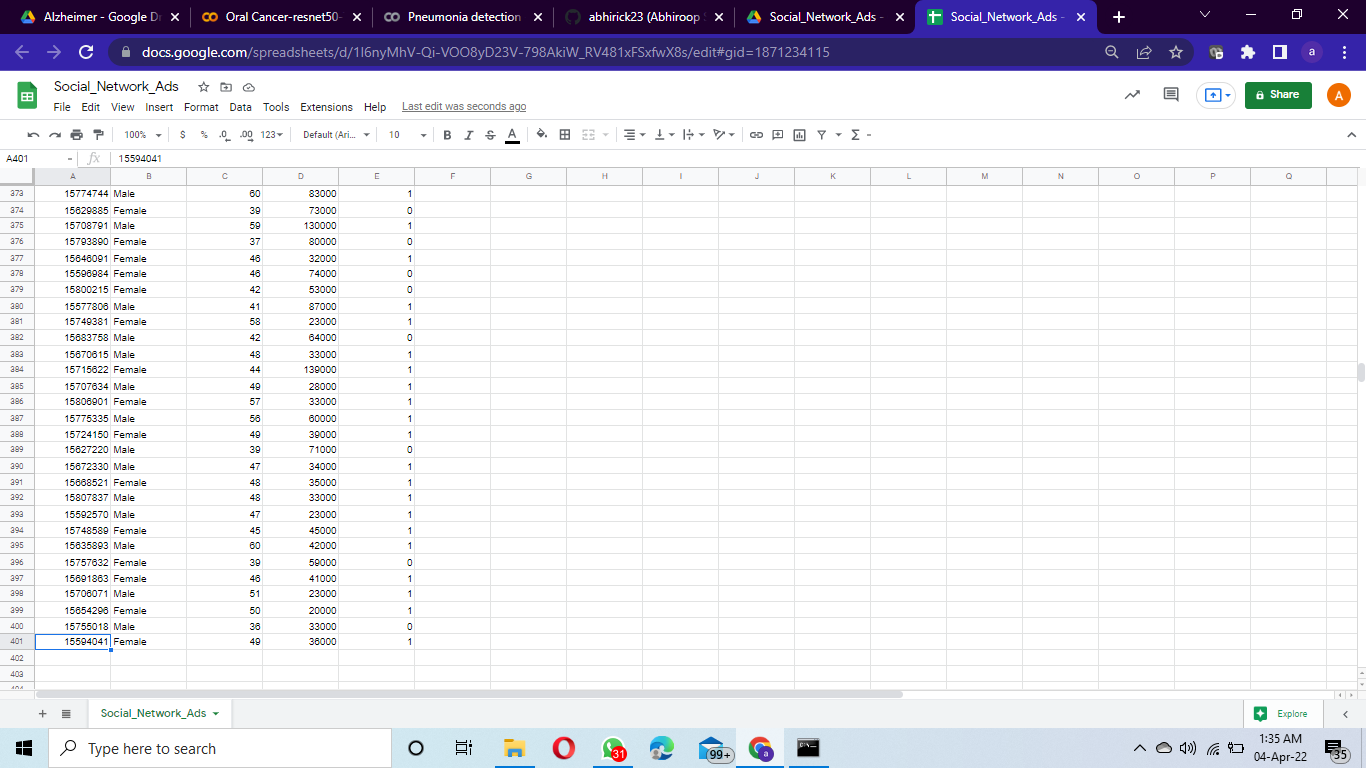 Alzheimer - Google Dr Oral Cancer-resnet50- Pneumonia detection abhirick23 (Abhiroop S Social_Network_Ads - Social_Network_Ads -
docs.google.com/spreadsheets/d/1I6nyMhV-Qi-VOO8yD23V-798AkiW_RV481xFSxfwX8s/edit#gid=1871234115 a
Social_Network_Ads
File Edit View Insert Format Data Tools Extensions Help Last edit was seconds ago Share A
100% $ % .0 .00 123 Default (Ari... 10 B I S A Σ
A401 fx 15594041
A B C D E F G H I J K L M N O P Q
373 15774744 Male 60 83000 1
374 15629885 Female 39 73000 0
375 15708791 Male 59 130000 1
376 15793890 Female 37 80000 0
377 15646091 Female 46 32000 1
378 15596984 Female 46 74000 0
379 15800215 Female 42 53000 0
380 15577806 Male 41 87000 1
381 15749381 Female 58 23000 1
382 15683758 Male 42 64000 0
383 15670615 Male 48 33000 1
384 15715622 Female 44 139000 1
385 15707634 Male 49 28000 1
386 15806901 Female 57 33000 1
387 15775335 Male 56 60000 1
388 15724150 Female 49 39000 1
389 15627220 Male 39 71000 0
390 15672330 Male 47 34000 1
391 15668521 Female 48 35000 1
392 15807837 Male 48 33000 1
393 15592570 Male 47 23000 1
394 15748589 Female 45 45000 1
395 15635893 Male 60 42000 1
396 15757632 Female 39 59000 0
397 15691863 Female 46 41000 1
398 15706071 Male 51 23000 1
399 15654296 Female 50 20000 1
400 15755018 Male 36 33000 0
401 15594041 Female 49 36000 1
402
403
404
Social_Network_Ads Explore
Type here to search 31 99+ a 1:35 AM
04-Apr-22 35